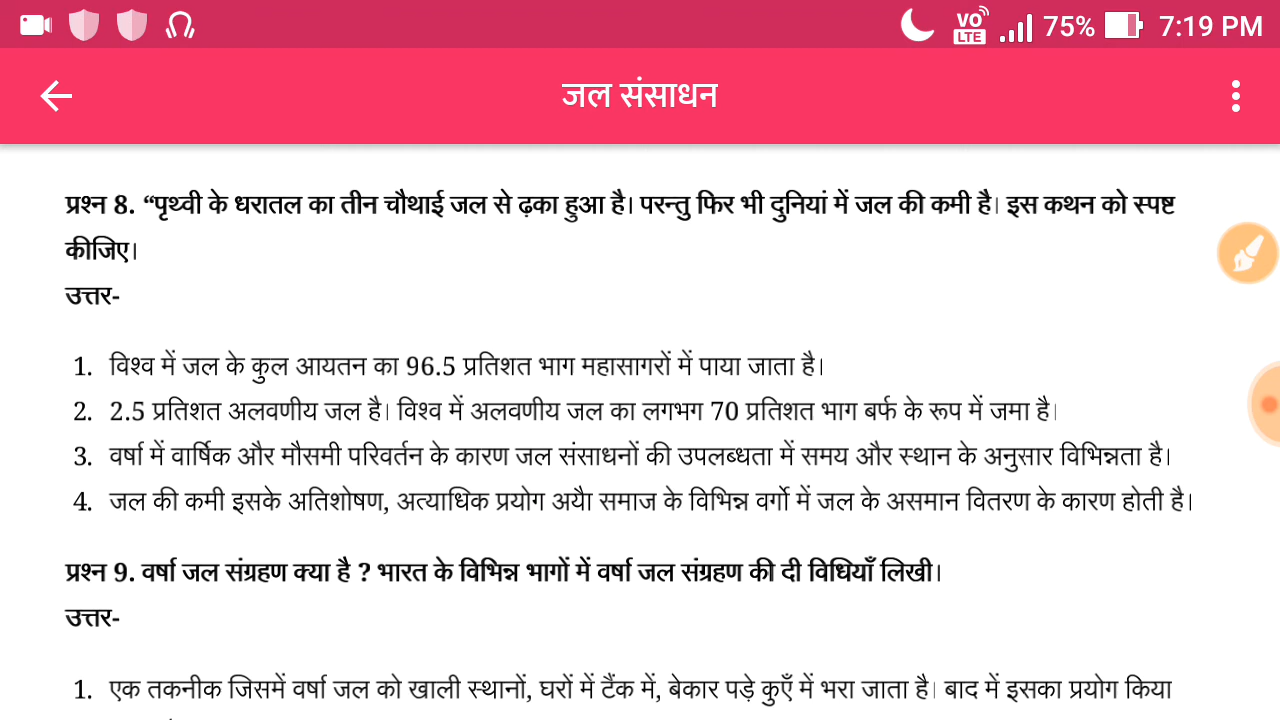 VO LTE 75% 7:19 PM
जल संसाधन
प्रश्न 8. “पृथ्वी के धरातल का तीन चौथाई जल से ढ़का हुआ है। परन्तु फिर भी दुनियां में जल की कमी है। इस कथन को स्पष्ट
कीजिए।
उत्तर-
1. विश्व में जल के कुल आयतन का 96.5 प्रतिशत भाग महासागरों में पाया जाता है।
2. 2.5 प्रतिशत अलवणीय जल है। विश्व में अलवणीय जल का लगभग 70 प्रतिशत भाग बर्फ के रूप में जमा है।
3. वर्षा में वार्षिक और मौसमी परिवर्तन के कारण जल संसाधनों की उपलब्धता में समय और स्थान के अनुसार विभिन्नता है।
4. जल की कमी इसके अतिशोषण, अत्याधिक प्रयोग अयौ समाज के विभिन्न वर्गो में जल के असमान वितरण के कारण होती है।
प्रश्न 9. वर्षा जल संग्रहण क्या है ? भारत के विभिन्न भागों में वर्षा जल संग्रहण की दी विधियाँ लिखी।
उत्तर-
1. एक तकनीक जिसमें वर्षा जल को खाली स्थानों, घरों में टैंक में, बेकार पड़े कुएँ में भरा जाता है। बाद में इसका प्रयोग किया